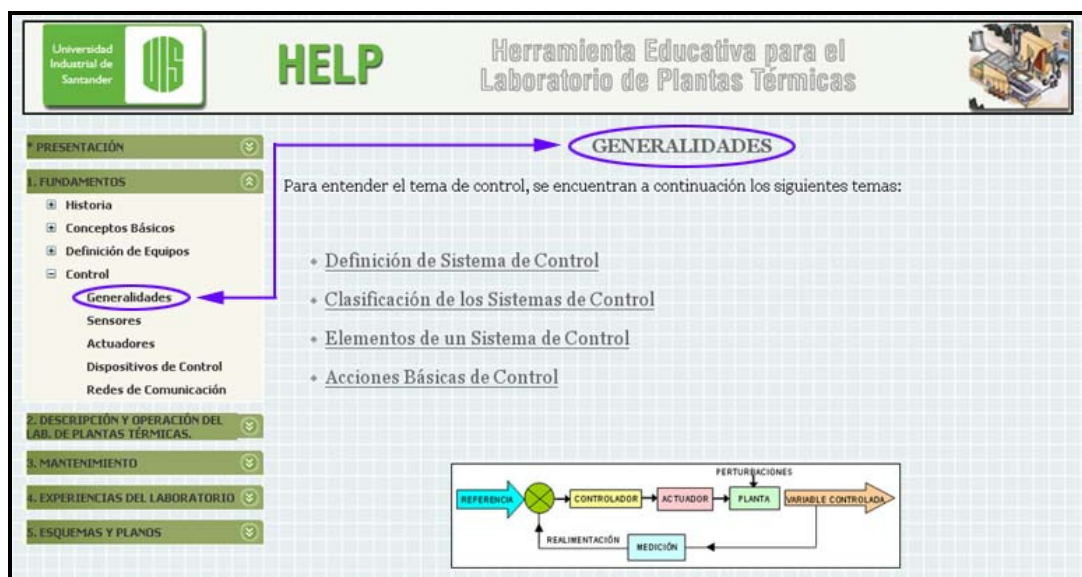 Universidad
Industrial de
Santander
UIS
HELP
Herramienta Educativa para el
Laboratorio de Plantas Térmicas
* PRESENTACIÓN
1. FUNDAMENTOS
Historia
Conceptos Básicos
Definición de Equipos
Control
Generalidades
Sensores
Actuadores
Dispositivos de Control
Redes de Comunicación
2. DESCRIPCIÓN Y OPERACIÓN DEL
LAB. DE PLANTAS TÉRMICAS.
3. MANTENIMIENTO
4. EXPERIENCIAS DEL LABORATORIO
5. ESQUEMAS Y PLANOS
GENERALIDADES
Para entender el tema de control, se encuentran a continuación los siguientes temas:
Definición de Sistema de Control
Clasificación de los Sistemas de Control
Elementos de un Sistema de Control
Acciones Básicas de Control
PERTURBACIONES
REFERENCIA
CONTROLADOR
ACTUADOR
PLANTA
VARIABLE CONTROLADA
REALIMENTACIÓN
MEDICIÓN